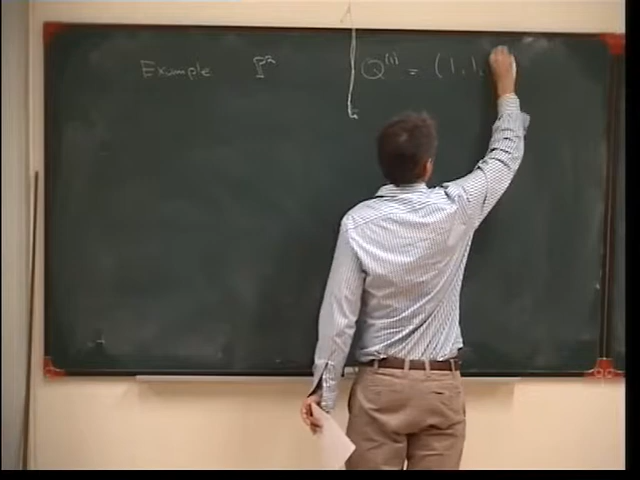 Example ℙ² Q⁽¹⁾ = (1, 1,